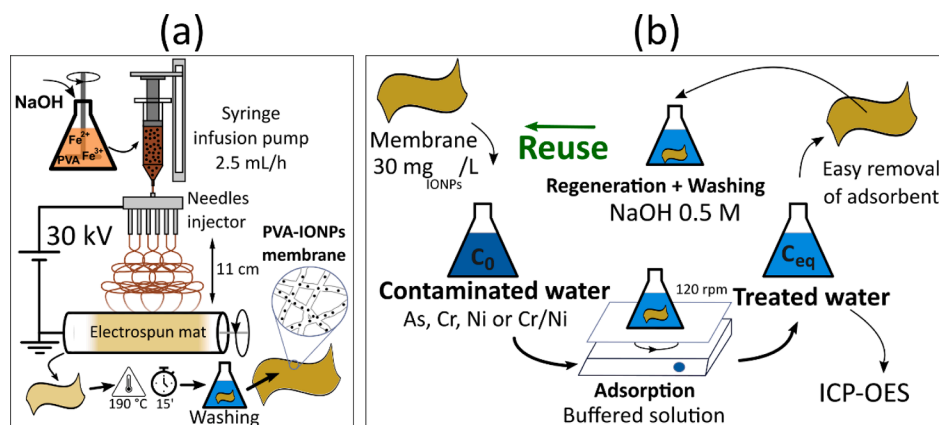 (a)
NaOH
Fe2+
PVA Fe3+
Syringe
infusion pump
2.5 mL/h
Needles
injector
30 kV
11 cm
PVA-IONPs
membrane
Electrospun mat
190 °C
15'
Washing
(b)
Membrane
30 mg IONPs/L
Reuse
Regeneration + Washing
NaOH 0.5 M
Easy removal
of adsorbent
C0
Contaminated water
As, Cr, Ni or Cr/Ni
120 rpm
Adsorption
Buffered solution
Ceq
Treated water
ICP-OES